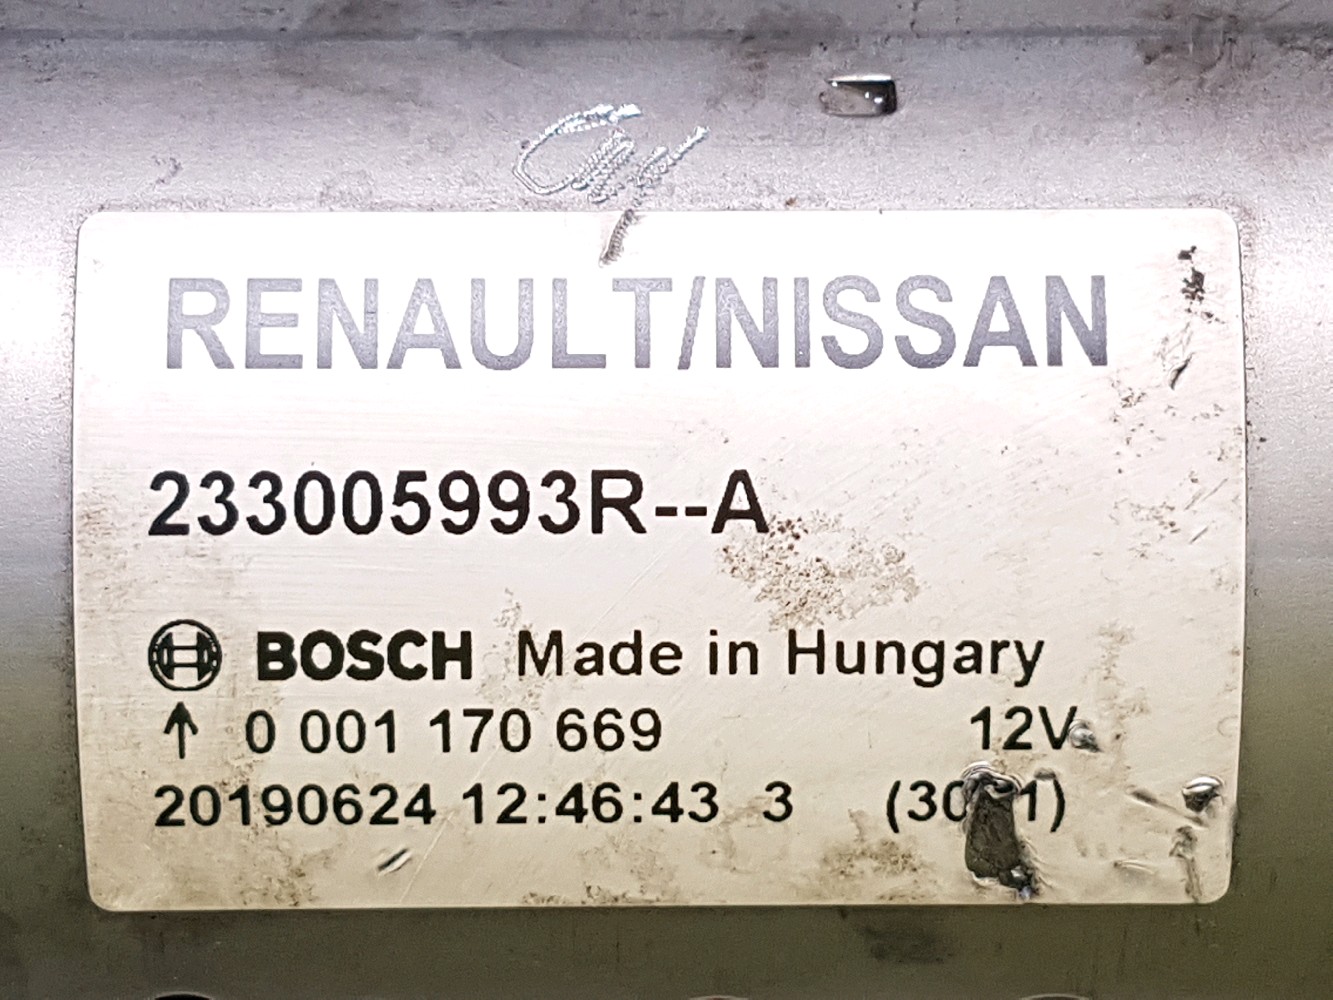 RENAULT/NISSAN
233005993R--A
BOSCH Made in Hungary
↑ 0 001 170 669 12V
20190624 12:46:43 3